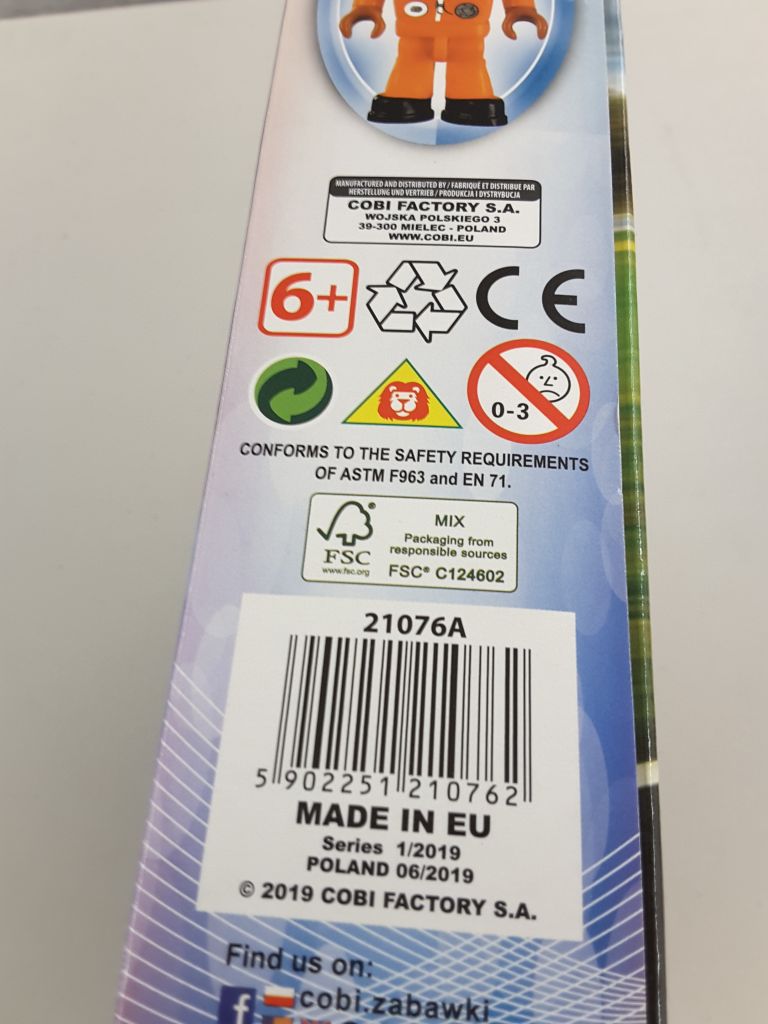 MANUFACTURED AND DISTRIBUTED BY / FABRIQUÉ ET DISTRIBUE PAR
HERSTELLUNG UND VERTRIEB / PRODUKCJA I DYSTRYBUCJA
COBI FACTORY S.A.
WOJSKA POLSKIEGO 3
39-300 MIELEC - POLAND
WWW.COBI.EU
6+
CE
0-3
CONFORMS TO THE SAFETY REQUIREMENTS
OF ASTM F963 and EN 71.
FSC®
www.fsc.org
MIX
Packaging from
responsible sources
FSC® C124602
21076A
5 902251 210762
MADE IN EU
Series 1/2019
POLAND 06/2019
© 2019 COBI FACTORY S.A.
Find us on:
f cobi.zabawki